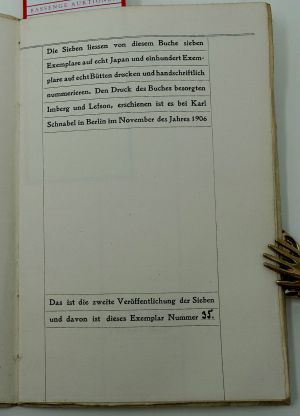 BASSENGE AUKTIONEN
Die Sieben liessen von diesem Buche sieben
Exemplare auf echt Japan und einhundert Exem-
plare auf echt Bütten drucken und handschriftlich
nummerieren. Den Druck des Buches besorgten
Imberg und Lefson, erschienen ist es bei Karl
Schnabel in Berlin im November des Jahres 1906
Das ist die zweite Veröffentlichung der Sieben
und davon ist dieses Exemplar Nummer 35.